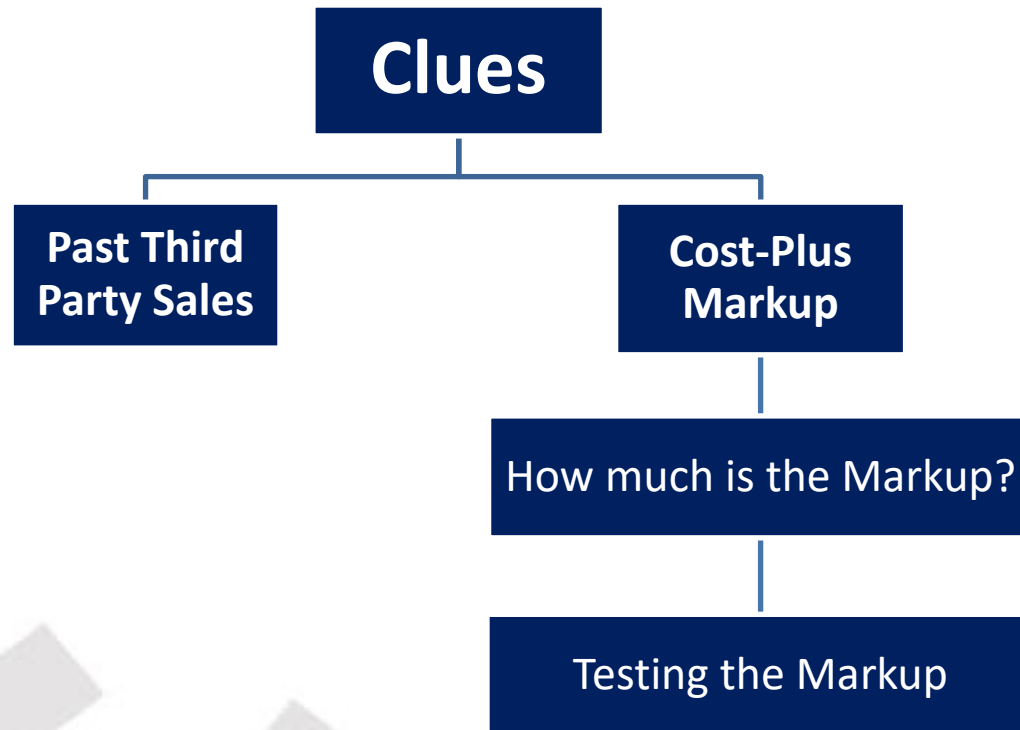 Clues
Past Third
Party Sales
Cost-Plus
Markup
How much is the Markup?
Testing the Markup